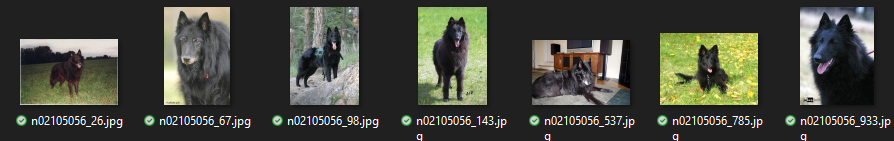 n02105056_26.jpg
n02105056_67.jpg
n02105056_98.jpg
n02105056_143.jp
g
n02105056_537.jp
g
n02105056_785.jp
g
n02105056_933.jp
g